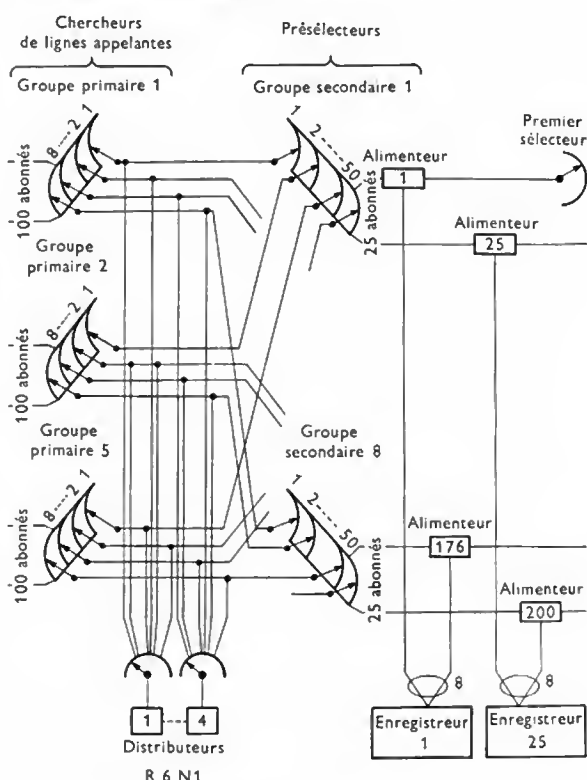 Chercheurs
de lignes appelantes
Présélecteurs
Groupe primaire 1
Groupe secondaire 1
8-----2 1
100 abonnés
1 2-----50
25 abonnés
Alimenteur
1
Premier
sélecteur
Alimenteur
25
Groupe
primaire 2
8-----2 1
100 abonnés
Groupe
primaire 5
8-----2 1
100 abonnés
Groupe
secondaire 8
1 2-----50
25 abonnés
Alimenteur
176
Alimenteur
200
8
8
1
4
Distributeurs
Enregistreur
1
Enregistreur
25
R 6 N1